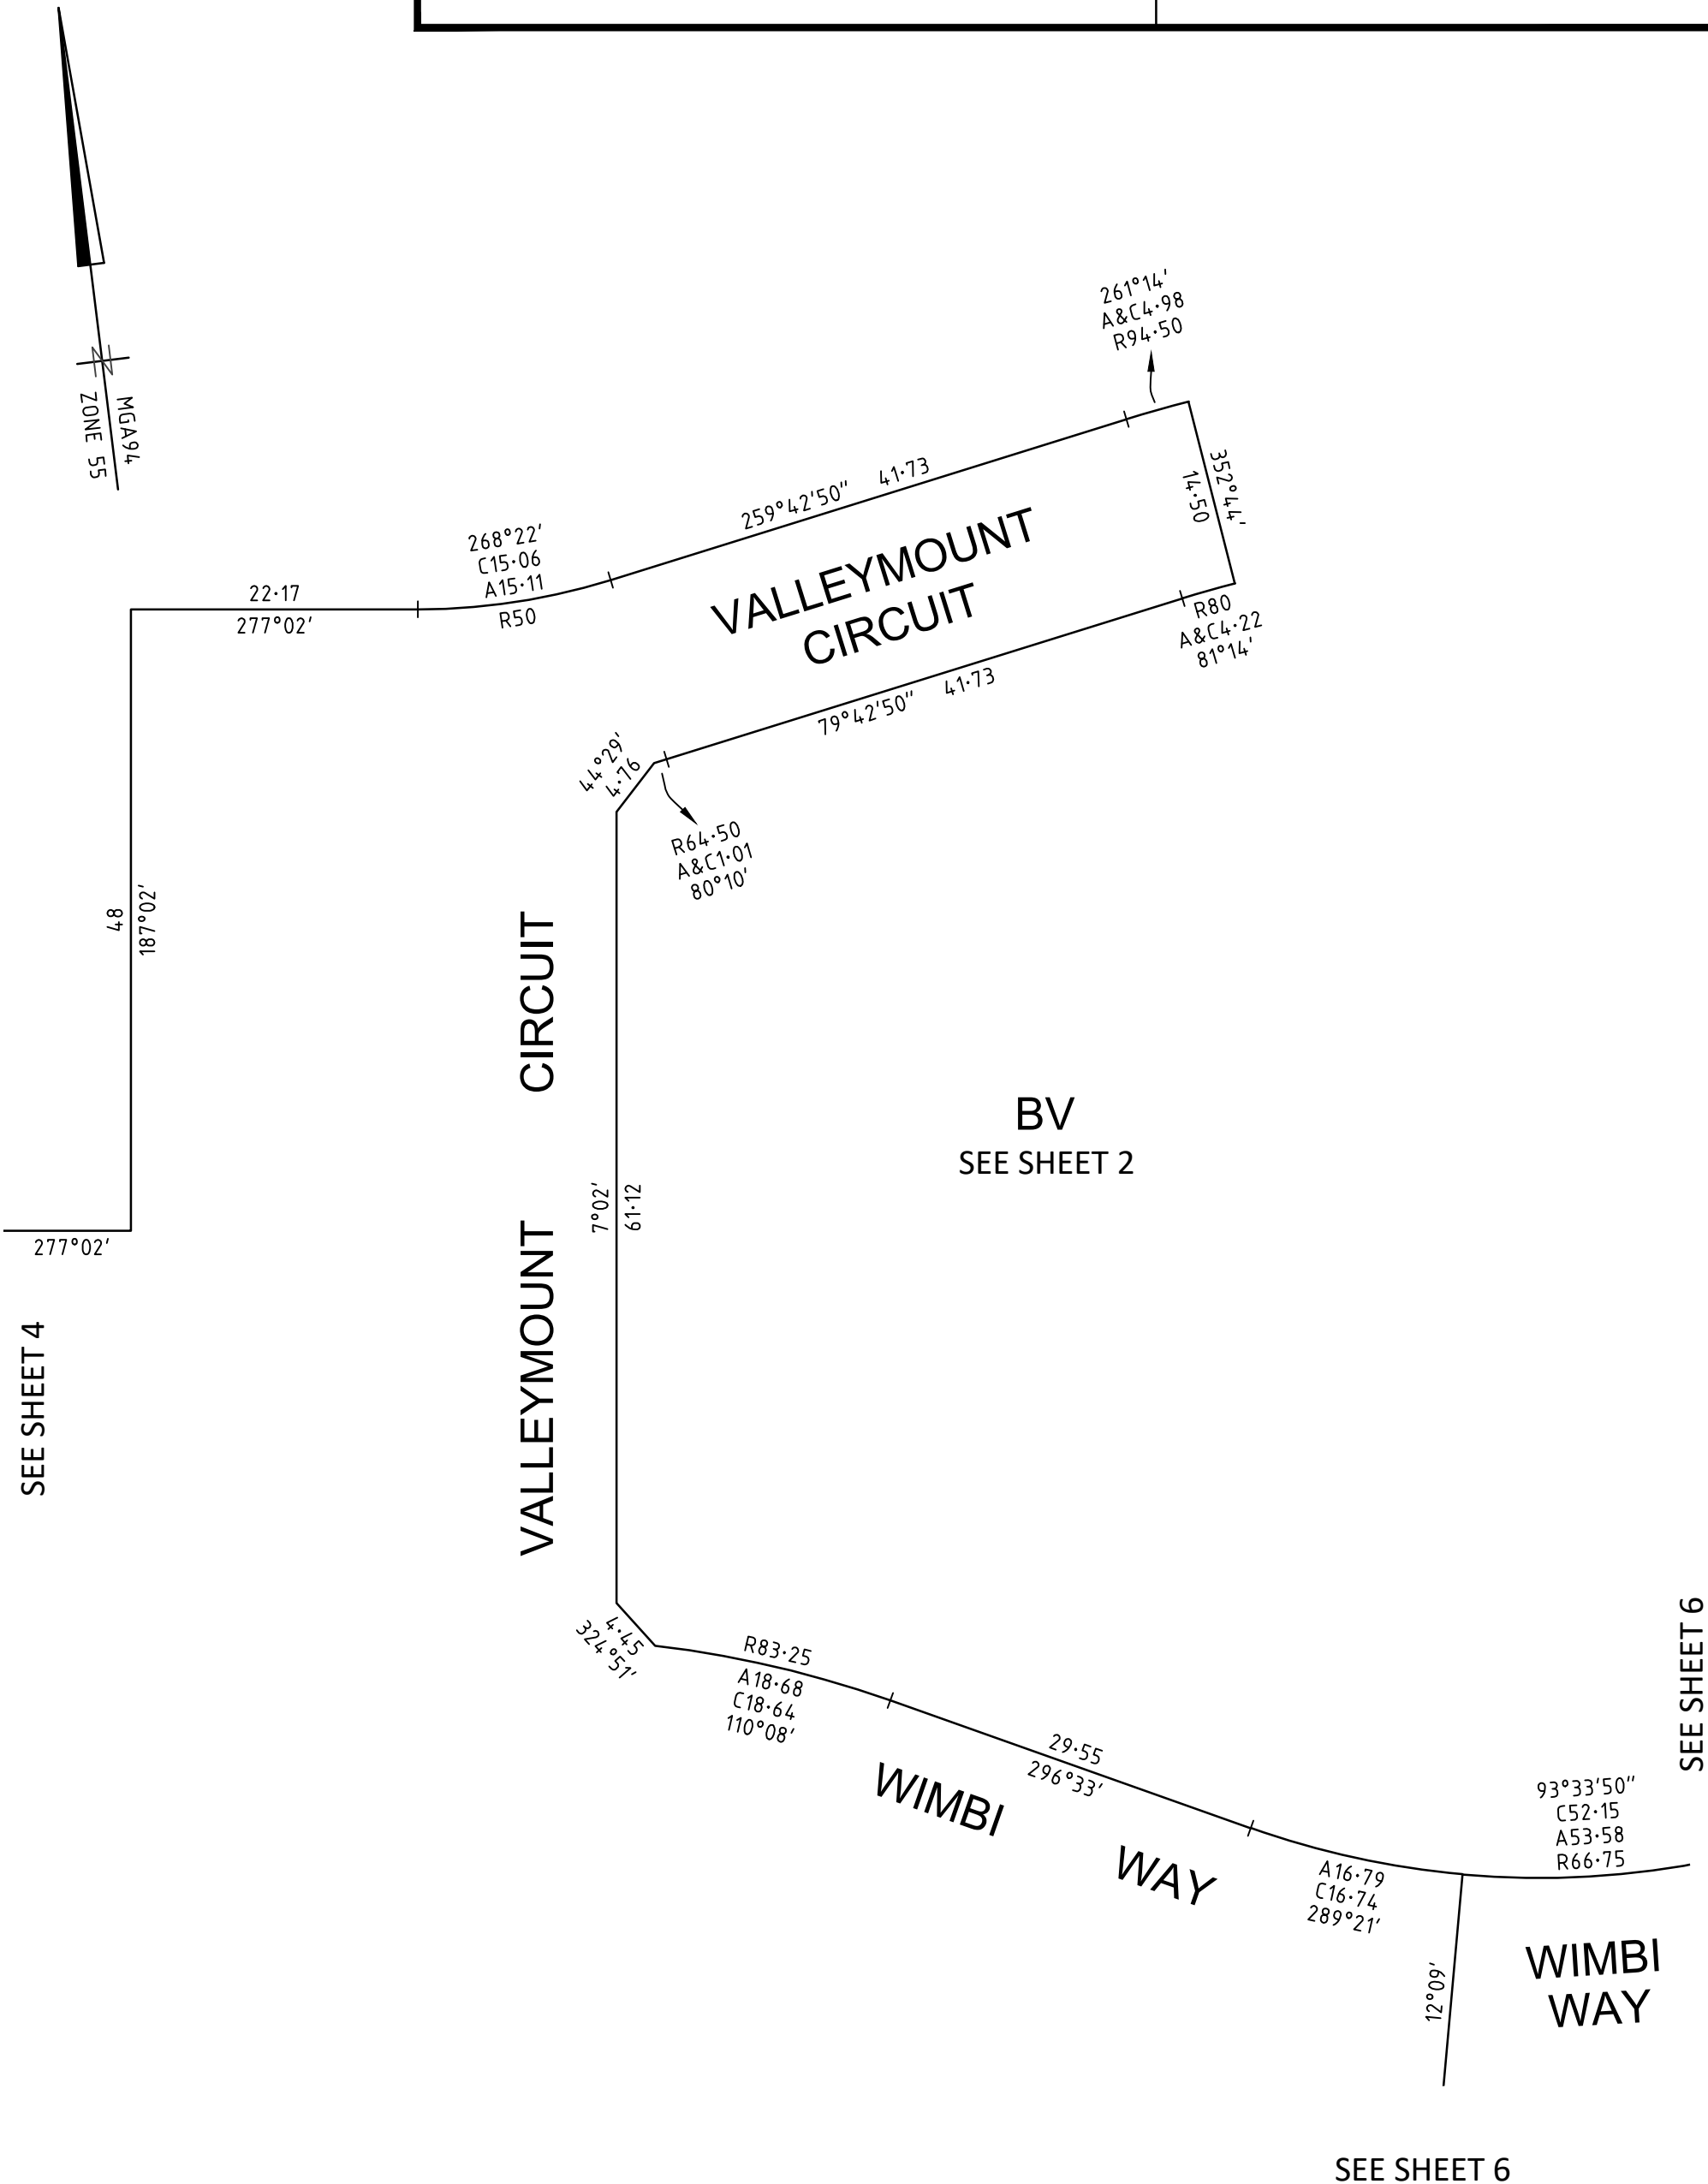 MGA94
ZONE 55
261°14'
A&C4·98
R94·50
352°44'
14·50
259°42'50" 41·73
268°22'
C15·06
A15·11
R50
22·17
277°02'
VALLEYMOUNT
CIRCUIT
R80
A&C4·22
81°14'
79°42'50" 41·73
44°29'
4·76
R64·50
A&C1·01
80°10'
48
187°02'
277°02'
SEE SHEET 4
VALLEYMOUNT CIRCUIT
7°02'
61·12
BV
SEE SHEET 2
4·45
324°51'
R83·25
A18·68
C18·64
110°08'
29·55
296°33'
WIMBI WAY
A16·79
C16·74
289°21'
93°33'50"
C52·15
A53·58
R66·75
SEE SHEET 6
12°09'
WIMBI
WAY
SEE SHEET 6